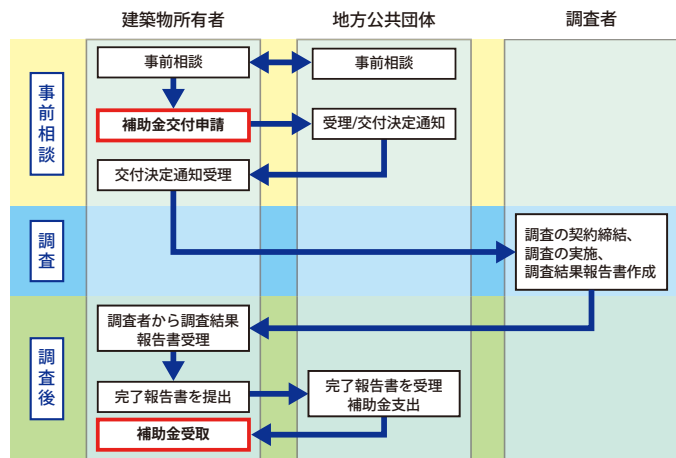 建築物所有者
地方公共団体
調査者
事前相談
事前相談
事前相談
補助金交付申請
受理/交付決定通知
交付決定通知受理
調査
調査の契約締結、
調査の実施、
調査結果報告書作成
調査後
調査者から調査結果
報告書受理
完了報告書を提出
完了報告書を受理
補助金支出
補助金受取